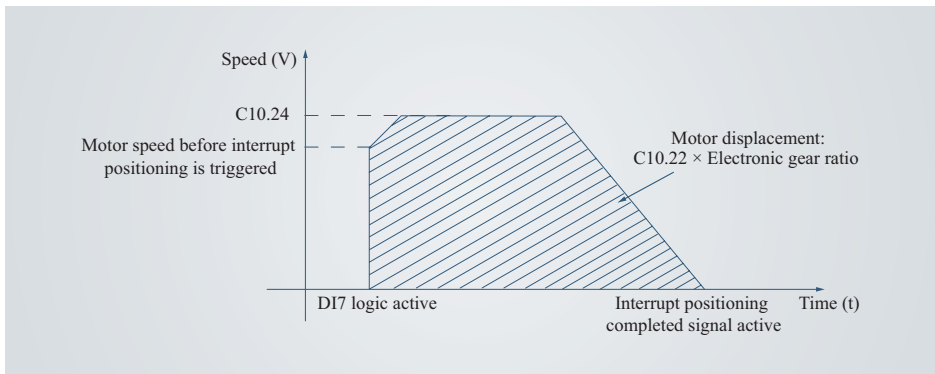 Speed (V)
C10.24
Motor speed before interrupt
positioning is triggered
Motor displacement:
C10.22 × Electronic gear ratio
DI7 logic active
Interrupt positioning
completed signal active
Time (t)